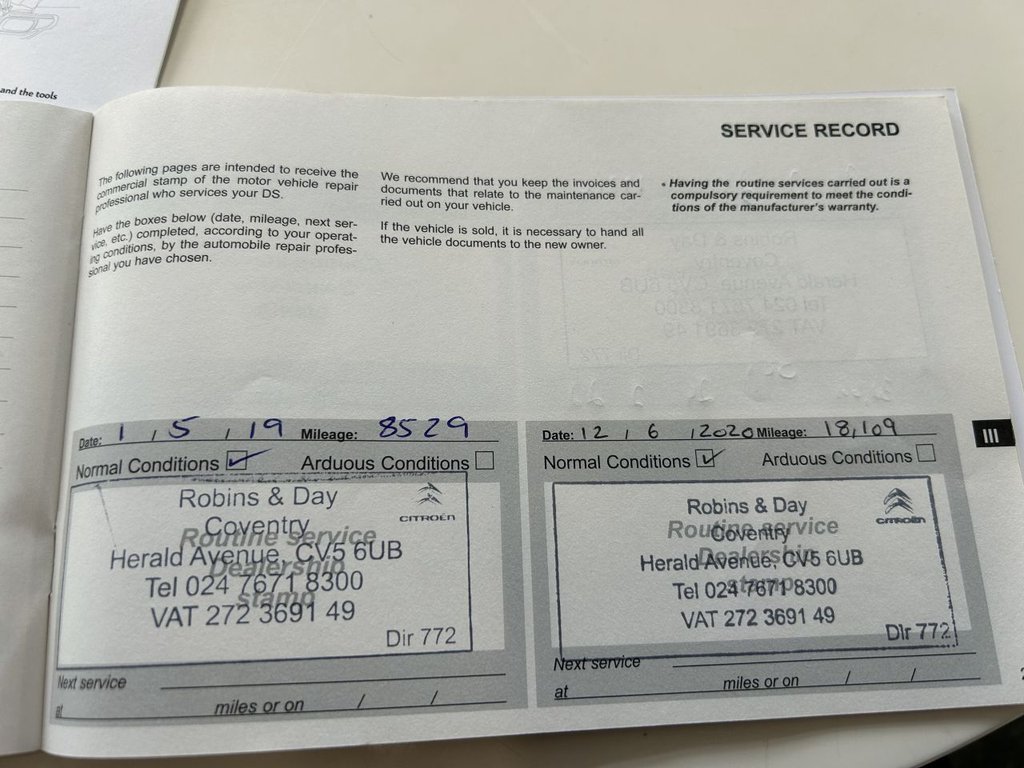 and the tools
SERVICE RECORD
The following pages are intended to receive the
commercial stamp of the motor vehicle repair
professional who services your DS.
Have the boxes below (date, mileage, next ser-
vice, etc.) completed, according to your operat-
ing conditions, by the automobile repair profes-
sional you have chosen.
We recommend that you keep the invoices and
documents that relate to the maintenance car-
ried out on your vehicle.
If the vehicle is sold, it is necessary to hand all
the vehicle documents to the new owner.
• Having the routine services carried out is a
compulsory requirement to meet the condi-
tions of the manufacturer's warranty.
Date: 1 / 5 / 19 Mileage: 8529
Normal Conditions ✓ Arduous Conditions
Robins & Day
CITROËN
Coventry
Routine service
Herald Avenue, CV5 6UB
Dealership
Tel 024 7671 8300
stamp
VAT 272 3691 49
Dir 772
Next service
at miles or on / /
Date: 12 / 6 / 2020 Mileage: 18,109
Normal Conditions ✓ Arduous Conditions
Robins & Day
CITROËN
Routine service
Coventry
Dealership
Herald Avenue, CV5 6UB
stamp
Tel 024 7671 8300
VAT 272 3691 49
Dir 772
Next service
at miles or on / /
III